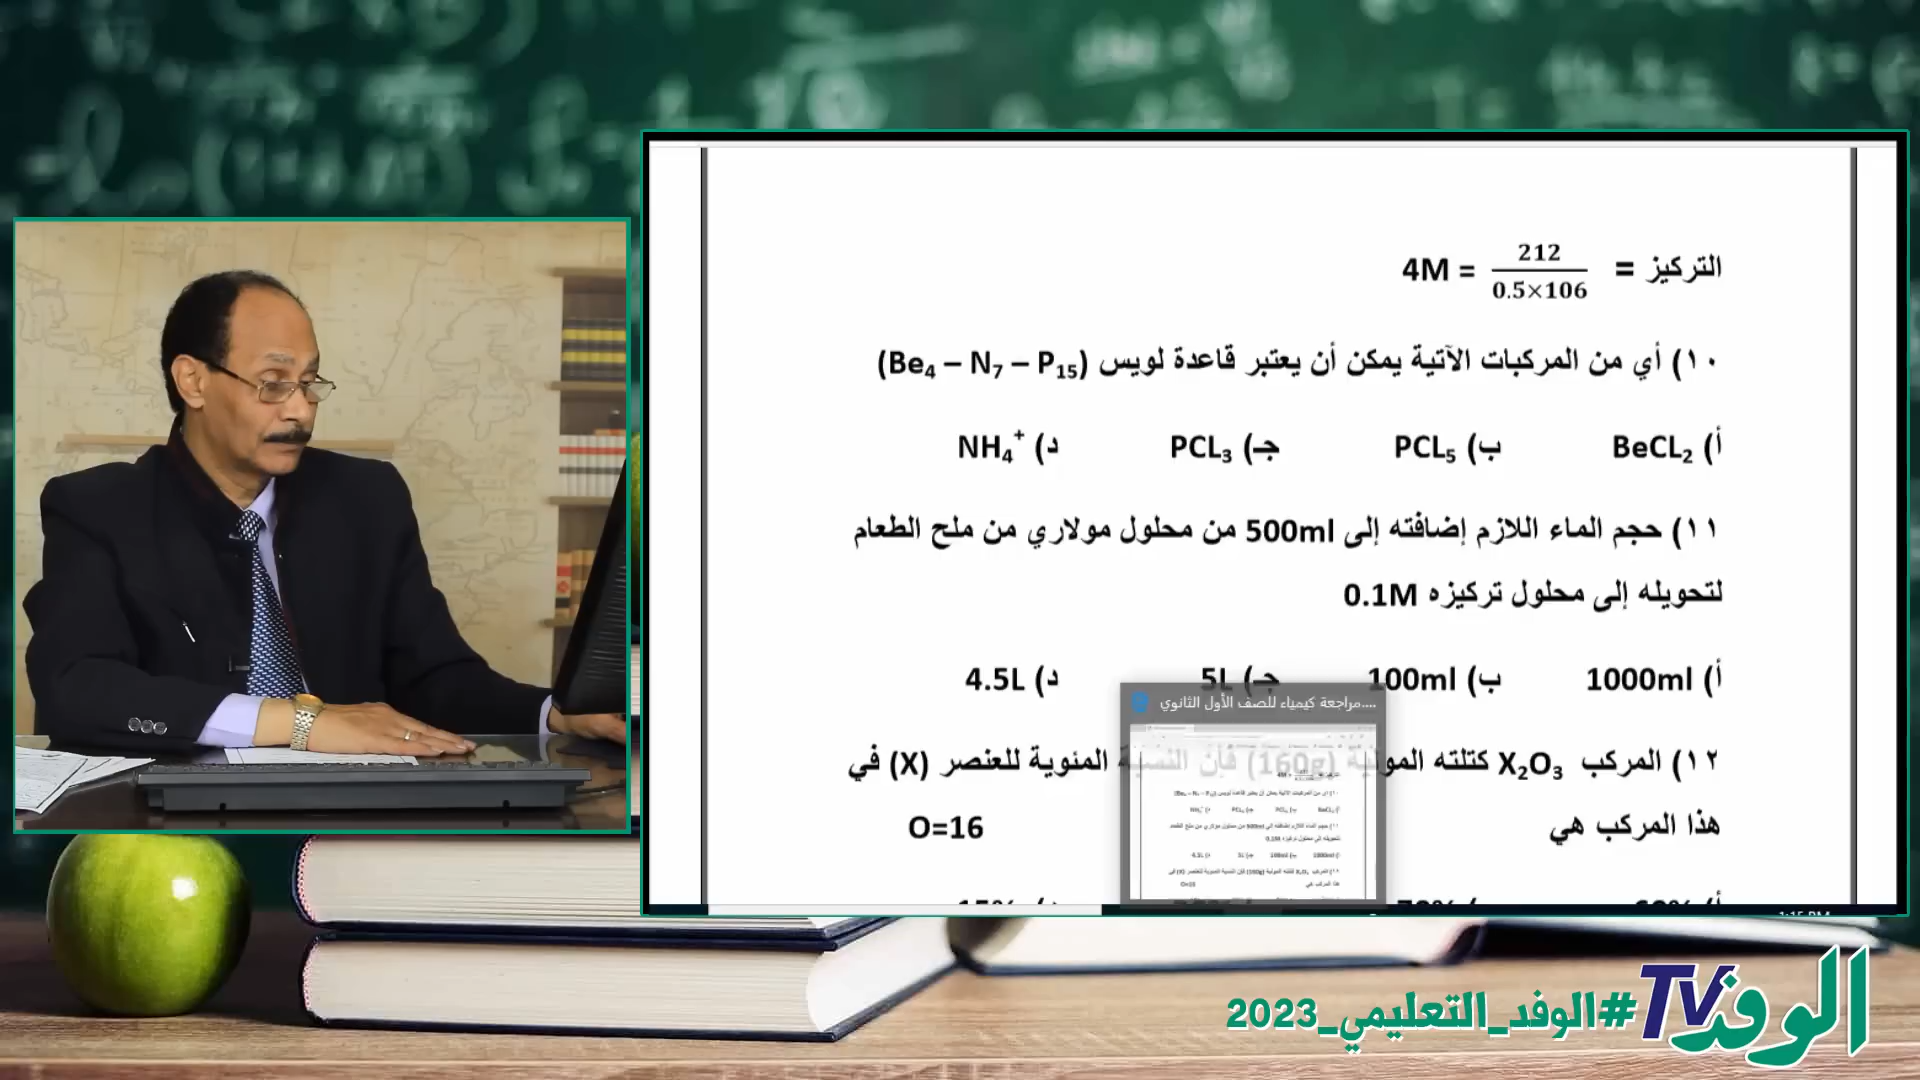 التركيز = 212 / 0.5×106 = 4M
١٠) أي من المركبات الآتية يمكن أن يعتبر قاعدة لويس (Be₄ – N₇ – P₁₅)
أ) BeCL₂ ب) PCL₅ جـ) PCL₃ د) NH₄⁺
١١) حجم الماء اللازم إضافته إلى 500ml من محلول مولاري من ملح الطعام
لتحويله إلى محلول تركيزه 0.1M
أ) 1000ml ب) 100ml جـ) 5L د) 4.5L
مراجعة كيمياء للصف الأول الثانوي....
١٢) المركب X₂O₃ كتلته المولية (160g) فإن النسبة المئوية للعنصر (X) في
هذا المركب هي O=16
#الوفد_التعليمي_2023
الوفد TV